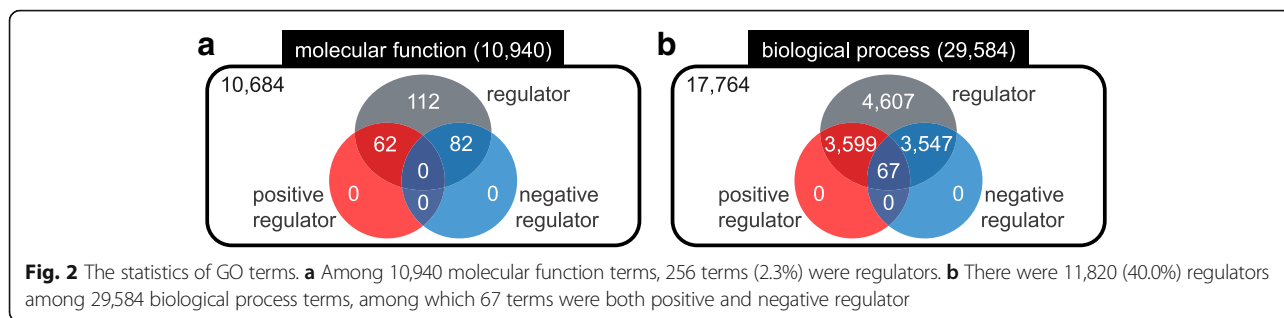 a
molecular function (10,940)
10,684
112
regulator
62
82
0
0
0
0
positive
regulator
negative
regulator
b
biological process (29,584)
17,764
4,607
regulator
3,599
3,547
67
0
0
0
positive
regulator
negative
regulator
Fig. 2 The statistics of GO terms. a Among 10,940 molecular function terms, 256 terms (2.3%) were regulators. b There were 11,820 (40.0%) regulators
among 29,584 biological process terms, among which 67 terms were both positive and negative regulator